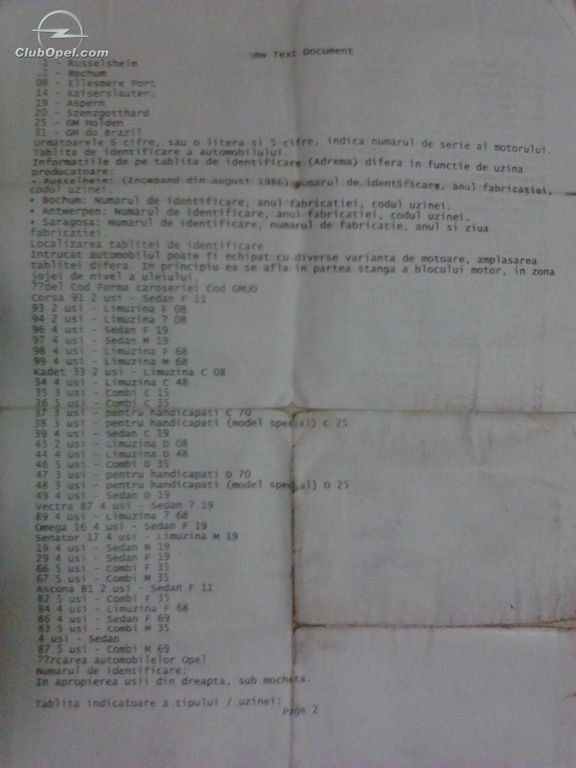 ClubOpel.com
New Text Document
1 - Russelsheim
2 - Bochum
08 - Ellesmere Port
14 - Kaiserslautern
19 - Aspern
20 - Szenzgotthard
25 - GM Holden
31 - GM do Brazil
Urmatoarele 6 cifre, sau o litera si 5 cifre, indica numarul de serie al motorului.
Tablita de identificare a automobilului.
Informatiile de pe tablita de identificare (Adrema) difera in functie de uzina
producatoare:
• Russelheim: (Incepand din august 1986) Numarul de identificare, anul fabricatiei,
codul uzinei.
• Bochum: Numarul de identificare, anul fabricatiei, codul uzinei.
• Antwerpen: Numarul de identificare, anul fabricatiei, codul uzinei.
• Saragosa: Numarul de identificare, numarul de fabricatie, anul si ziua
fabricatiei.
Localizarea tablitei de identificare
Intrucat automobilul poate fi echipat cu diverse varianta de motoare, amplasarea
tablitei difera. In principiu ea se afla in partea stanga a blocului motor, in zona
jojei de nivel a uleiului.
??del Cod Forma caroseriei Cod GMUD
Corsa 91 2 usi - Sedan F 11
93 2 usi - Limuzina F 08
94 2 usi - Limuzina ? 08
96 4 usi - Sedan F 19
97 4 usi - Sedan M 19
98 4 usi - Limuzina F 68
99 4 usi - Limuzina M 68
Kadet 33 2 usi - Limuzina C 08
34 4 usi - Limuzina C 48
35 3 usi - Combi C 15
36 5 usi - Combi C 35
37 3 usi - pentru handicapati C 70
38 3 usi - pentru handicapati (model special) C 25
39 4 usi - Sedan C 19
43 2 usi - Limuzina D 08
44 4 usi - Limuzina D 48
46 5 usi - Combi D 35
47 3 usi - pentru handicapati D 70
48 3 usi - pentru handicapati (model special) D 25
49 4 usi - Sedan D 19
Vectra 87 4 usi - Sedan ? 19
89 4 usi - Limuzina ? 68
Omega 16 4 usi - Sedan F 19
Senator 17 4 usi - Limuzina M 19
19 4 usi - Sedan N 19
29 4 usi - Sedan P 19
66 5 usi - Combi F 35
67 5 usi - Combi M 35
Ascona 81 2 usi - Sedan F 11
82 5 usi - Combi F 35
84 4 usi - Limuzina F 68
86 4 usi - Sedan F 69
83 5 usi - Combi M 35
4 usi - Sedan
87 5 usi - Combi M 69
??rcarea automobilelor Opel
Numarul de identificare:
In apropierea usii din dreapta, sub mocheta.
Tablita indicatoare a tipului / uzinei:
Page 2